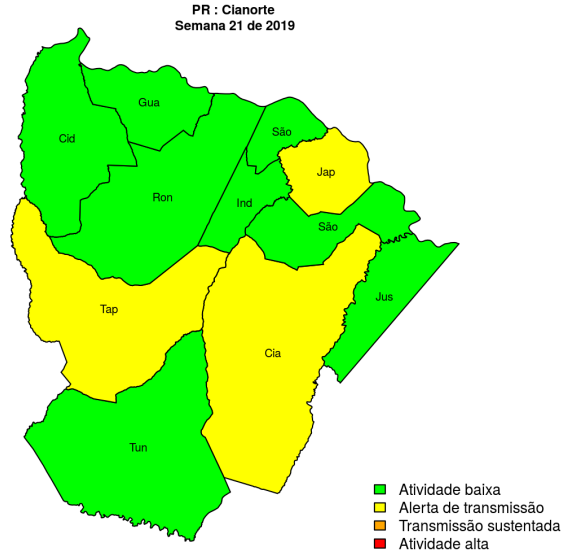 PR : Cianorte
Semana 21 de 2019
Gua
Cid
São
Jap
Ron
Ind
São
Jus
Tap
Cia
Tun
Atividade baixa
Alerta de transmissão
Transmissão sustentada
Atividade alta